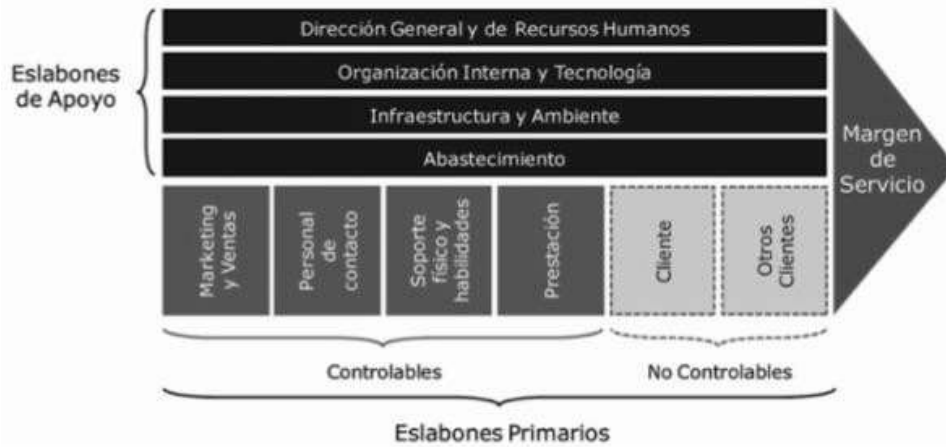 Dirección General y de Recursos Humanos
Eslabones
de Apoyo
Organización Interna y Tecnología
Infraestructura y Ambiente
Abastecimiento
Margen
de
Servicio
Marketing
y Ventas
Personal
de
contacto
Soporte
físico y
habilidades
Prestación
Cliente
Otros
Clientes
Controlables
No Controlables
Eslabones Primarios